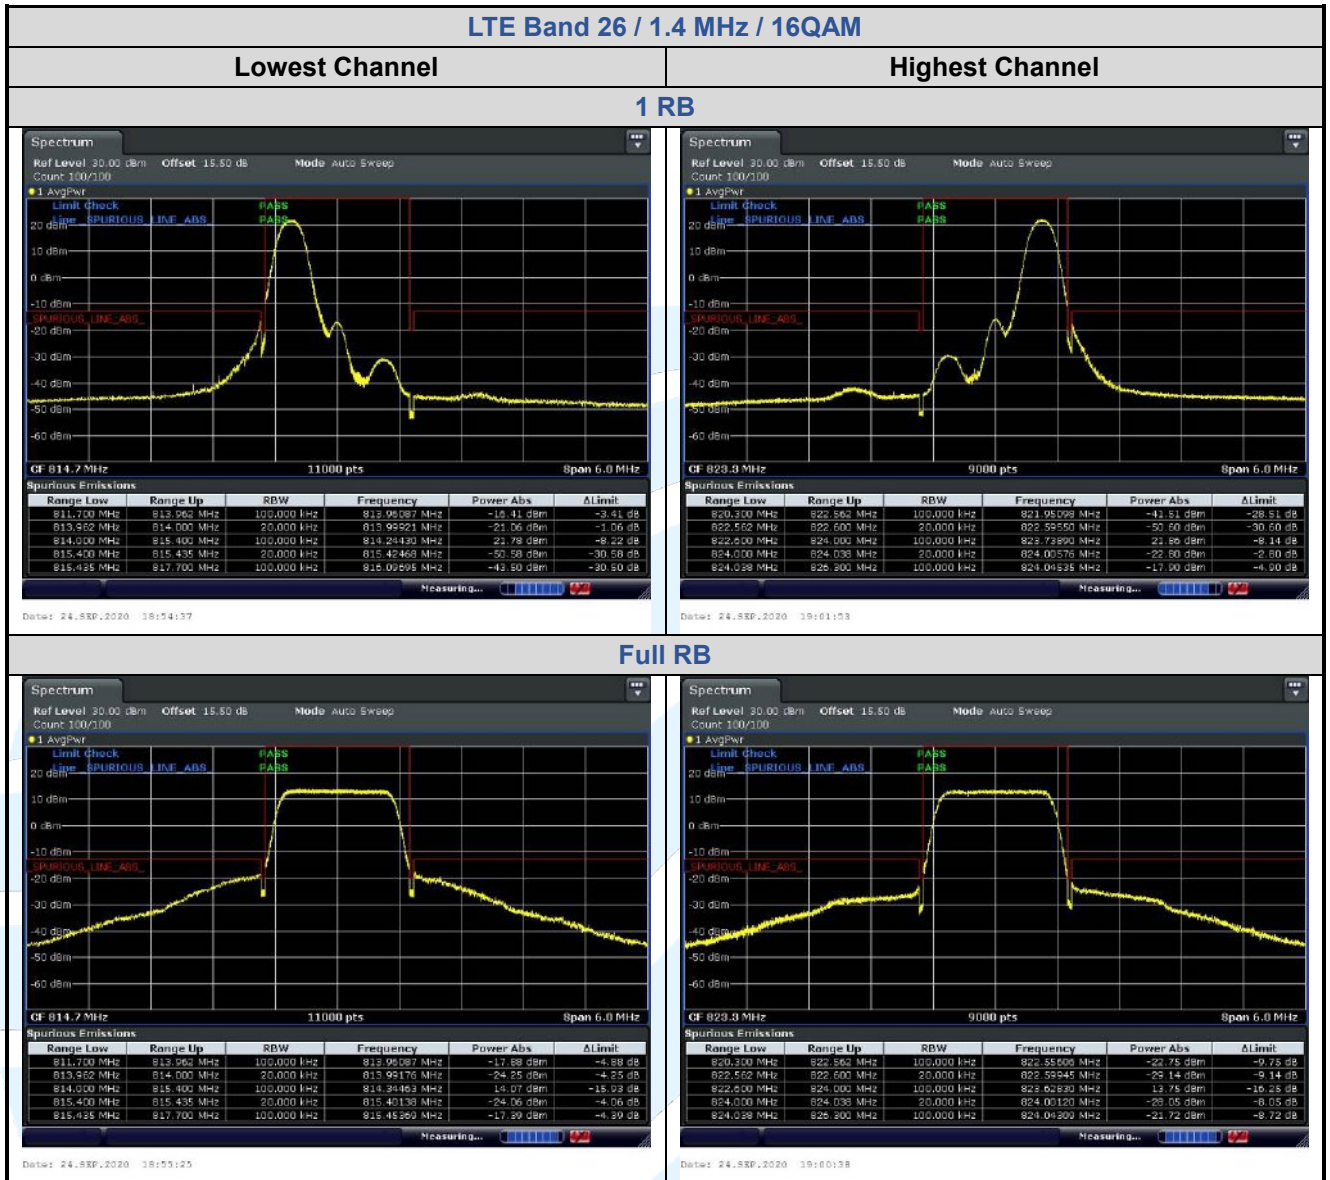 LTE Band 26 / 1.4 MHz / 16QAM
Lowest Channel Highest Channel
1 RB
Spectrum
Ref Level 30.00 dBm Offset 15.50 dB Mode Auto Sweep
Count 100/100
1 AvgPwr
Limit Check PASS
Line _SPURIOUS_LINE_ABS_ PASS
20 dBm
10 dBm
0 dBm
-10 dBm
_SPURIOUS_LINE_ABS_
-20 dBm
-30 dBm
-40 dBm
-50 dBm
-60 dBm
CF 814.7 MHz 11000 pts Span 6.0 MHz
Spurious Emissions
Range Low Range Up RBW Frequency Power Abs ΔLimit
811.700 MHz 813.962 MHz 100.000 kHz 813.96087 MHz -16.41 dBm -3.41 dB
813.962 MHz 814.000 MHz 20.000 kHz 813.99921 MHz -21.06 dBm -1.06 dB
814.000 MHz 815.400 MHz 100.000 kHz 814.24430 MHz 21.78 dBm -8.22 dB
815.400 MHz 815.435 MHz 20.000 kHz 815.42468 MHz -50.58 dBm -30.58 dB
815.435 MHz 817.700 MHz 100.000 kHz 816.09695 MHz -43.50 dBm -30.50 dB
Measuring...
Date: 24.SEP.2020 18:54:37
Spectrum
Ref Level 30.00 dBm Offset 15.50 dB Mode Auto Sweep
Count 100/100
1 AvgPwr
Limit Check PASS
Line _SPURIOUS_LINE_ABS_ PASS
20 dBm
10 dBm
0 dBm
-10 dBm
_SPURIOUS_LINE_ABS_
-20 dBm
-30 dBm
-40 dBm
-50 dBm
-60 dBm
CF 823.3 MHz 9000 pts Span 6.0 MHz
Spurious Emissions
Range Low Range Up RBW Frequency Power Abs ΔLimit
820.300 MHz 822.562 MHz 100.000 kHz 821.95098 MHz -41.51 dBm -28.51 dB
822.562 MHz 822.600 MHz 20.000 kHz 822.59550 MHz -50.60 dBm -30.60 dB
822.600 MHz 824.000 MHz 100.000 kHz 823.73890 MHz 21.86 dBm -8.14 dB
824.000 MHz 824.038 MHz 20.000 kHz 824.00576 MHz -22.80 dBm -2.80 dB
824.038 MHz 826.300 MHz 100.000 kHz 824.04535 MHz -17.90 dBm -4.90 dB
Measuring...
Date: 24.SEP.2020 19:01:53
Full RB
Spectrum
Ref Level 30.00 dBm Offset 15.50 dB Mode Auto Sweep
Count 100/100
1 AvgPwr
Limit Check PASS
Line _SPURIOUS_LINE_ABS_ PASS
20 dBm
10 dBm
0 dBm
-10 dBm
_SPURIOUS_LINE_ABS_
-20 dBm
-30 dBm
-40 dBm
-50 dBm
-60 dBm
CF 814.7 MHz 11000 pts Span 6.0 MHz
Spurious Emissions
Range Low Range Up RBW Frequency Power Abs ΔLimit
811.700 MHz 813.962 MHz 100.000 kHz 813.96087 MHz -17.88 dBm -4.88 dB
813.962 MHz 814.000 MHz 20.000 kHz 813.99176 MHz -24.25 dBm -4.25 dB
814.000 MHz 815.400 MHz 100.000 kHz 814.34463 MHz 14.07 dBm -15.93 dB
815.400 MHz 815.435 MHz 20.000 kHz 815.40138 MHz -24.06 dBm -4.06 dB
815.435 MHz 817.700 MHz 100.000 kHz 815.45369 MHz -17.39 dBm -4.39 dB
Measuring...
Date: 24.SEP.2020 18:55:25
Spectrum
Ref Level 30.00 dBm Offset 15.50 dB Mode Auto Sweep
Count 100/100
1 AvgPwr
Limit Check PASS
Line _SPURIOUS_LINE_ABS_ PASS
20 dBm
10 dBm
0 dBm
-10 dBm
_SPURIOUS_LINE_ABS_
-20 dBm
-30 dBm
-40 dBm
-50 dBm
-60 dBm
CF 823.3 MHz 9000 pts Span 6.0 MHz
Spurious Emissions
Range Low Range Up RBW Frequency Power Abs ΔLimit
820.300 MHz 822.562 MHz 100.000 kHz 822.55606 MHz -22.75 dBm -9.75 dB
822.562 MHz 822.600 MHz 20.000 kHz 822.59945 MHz -29.14 dBm -9.14 dB
822.600 MHz 824.000 MHz 100.000 kHz 823.62830 MHz 13.75 dBm -16.25 dB
824.000 MHz 824.038 MHz 20.000 kHz 824.00120 MHz -28.05 dBm -8.05 dB
824.038 MHz 826.300 MHz 100.000 kHz 824.04309 MHz -21.72 dBm -8.72 dB
Measuring...
Date: 24.SEP.2020 19:00:38